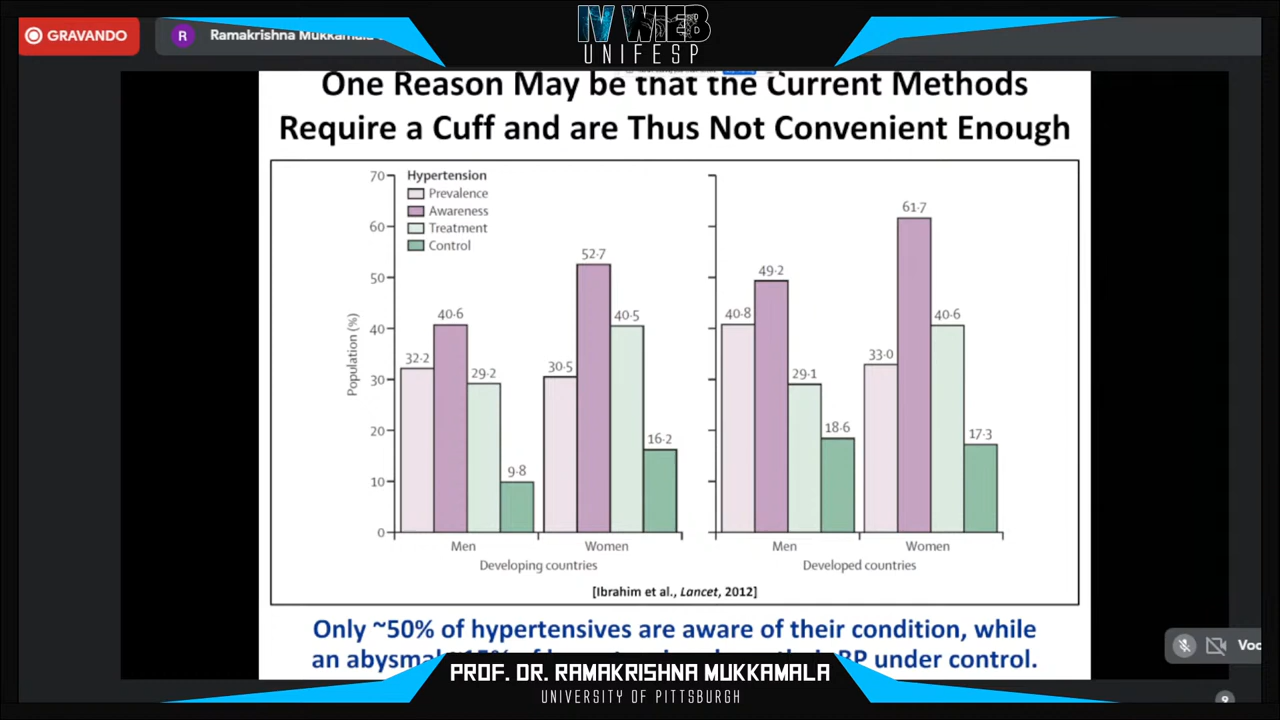 GRAVANDO
R
Ramakrishna Mukkamala
IV WEB
UNIFESP
One Reason May be that the Current Methods
Require a Cuff and are Thus Not Convenient Enough
Hypertension
Prevalence
Awareness
Treatment
Control
Population (%)
70
60
50
40
30
20
10
0
32·2
40·6
29·2
9·8
30·5
52·7
40·5
16·2
40·8
49·2
29·1
18·6
33·0
61·7
40·6
17·3
Men
Women
Men
Women
Developing countries
Developed countries
[Ibrahim et al., Lancet, 2012]
Only ~50% of hypertensives are aware of their condition, while
an abysmal BP under control.
Voc
PROF. DR. RAMAKRISHNA MUKKAMALA
UNIVERSITY OF PITTSBURGH